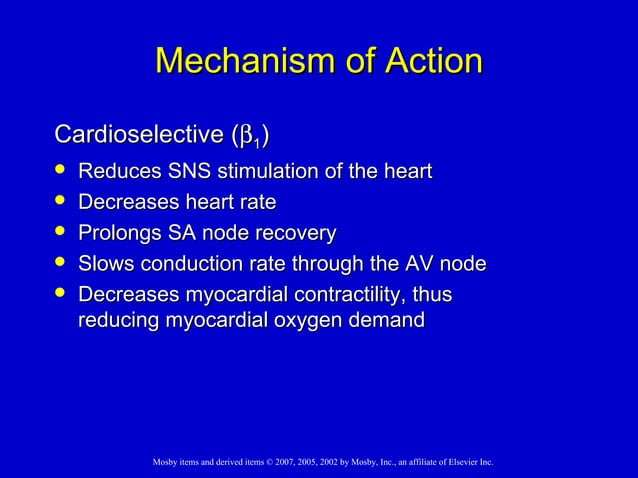 Mechanism of Action
Cardioselective (β1)
• Reduces SNS stimulation of the heart
• Decreases heart rate
• Prolongs SA node recovery
• Slows conduction rate through the AV node
• Decreases myocardial contractility, thus
reducing myocardial oxygen demand
Mosby items and derived items © 2007, 2005, 2002 by Mosby, Inc., an affiliate of Elsevier Inc.